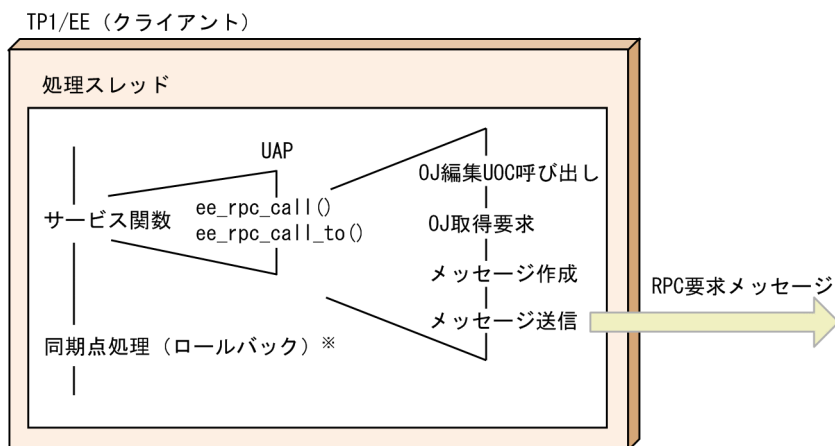 TP1/EE（クライアント）
処理スレッド
UAP
サービス関数
ee_rpc_call()
ee_rpc_call_to()
OJ編集UOC呼び出し
OJ取得要求
メッセージ作成
メッセージ送信
RPC要求メッセージ
同期点処理（ロールバック）※